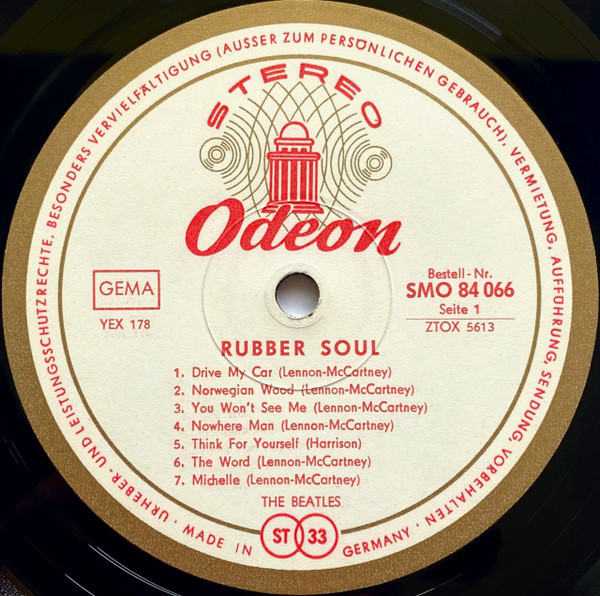 URHEBER- UND LEISTUNGSSCHUTZRECHTE, BESONDERS VERVIELFÄLTIGUNG (AUSSER ZUM PERSÖNLICHEN GEBRAUCH), VERMIETUNG, AUFFÜHRUNG, SENDUNG, VORBEHALTEN ·
STEREO
Odeon
GEMA
YEX 178
Bestell-Nr.
SMO 84 066
Seite 1
ZTOX 5613
RUBBER SOUL
1. Drive My Car (Lennon-McCartney)
2. Norwegian Wood (Lennon-McCartney)
3. You Won't See Me (Lennon-McCartney)
4. Nowhere Man (Lennon-McCartney)
5. Think For Yourself (Harrison)
6. The Word (Lennon-McCartney)
7. Michelle (Lennon-McCartney)
THE BEATLES
· MADE IN GERMANY ·
ST 33